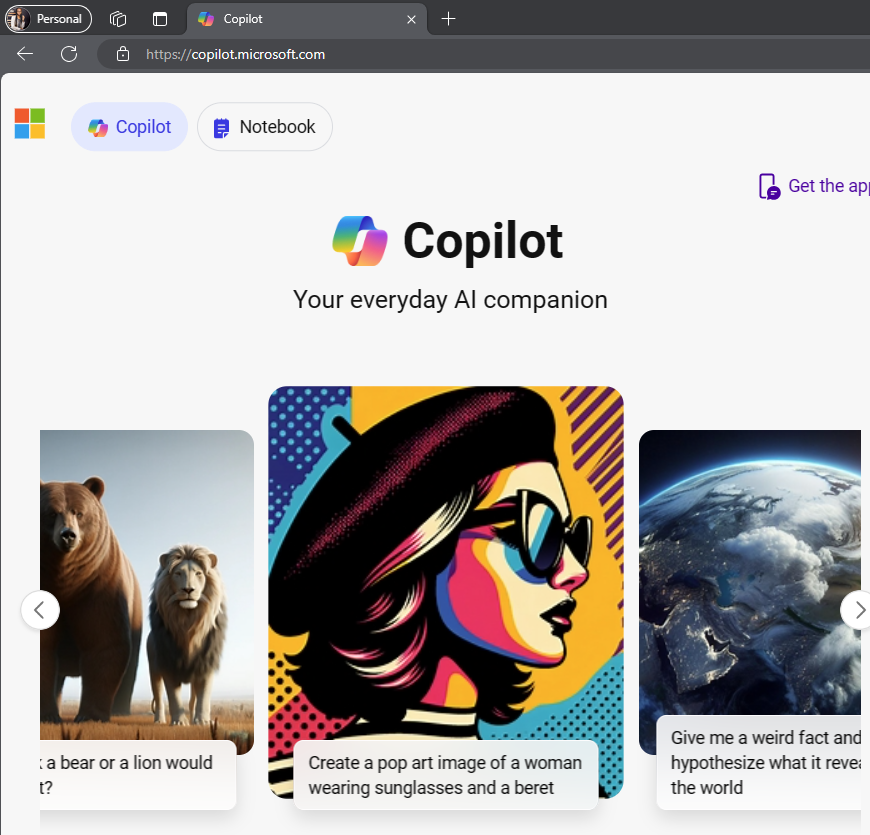 Personal
Copilot
https://copilot.microsoft.com
Copilot
Notebook
Get the app
Copilot
Your everyday AI companion
a bear or a lion would
t?
Create a pop art image of a woman
wearing sunglasses and a beret
Give me a weird fact and
hypothesize what it
the world